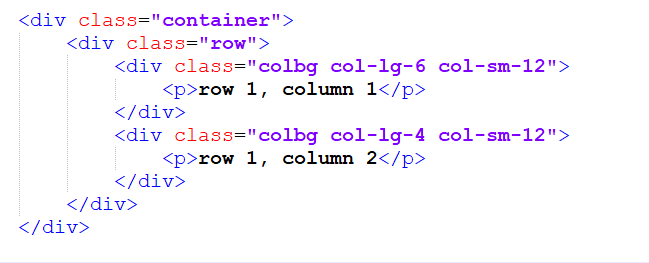 <div class="container">
    <div class="row">
        <div class="colbg col-lg-6 col-sm-12">
            <p>row 1, column 1</p>
        </div>
        <div class="colbg col-lg-4 col-sm-12">
            <p>row 1, column 2</p>
        </div>
    </div>
</div>